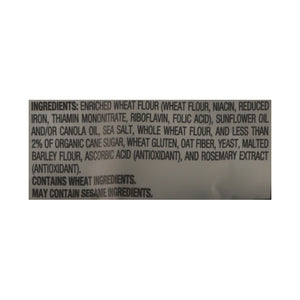 INGREDIENTS: ENRICHED WHEAT FLOUR (WHEAT FLOUR, NIACIN, REDUCED
IRON, THIAMIN MONONITRATE, RIBOFLAVIN, FOLIC ACID), SUNFLOWER OIL
AND/OR CANOLA OIL, SEA SALT, WHOLE WHEAT FLOUR, AND LESS THAN
2% OF ORGANIC CANE SUGAR, WHEAT GLUTEN, OAT FIBER, YEAST, MALTED
BARLEY FLOUR, ASCORBIC ACID (ANTIOXIDANT), AND ROSEMARY EXTRACT
(ANTIOXIDANT).
CONTAINS WHEAT INGREDIENTS.
MAY CONTAIN SESAME INGREDIENTS.